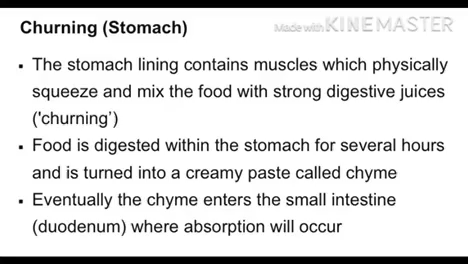 Churning (Stomach)
Made with KINEMASTER
▪ The stomach lining contains muscles which physically
squeeze and mix the food with strong digestive juices
('churning’)
▪ Food is digested within the stomach for several hours
and is turned into a creamy paste called chyme
▪ Eventually the chyme enters the small intestine
(duodenum) where absorption will occur